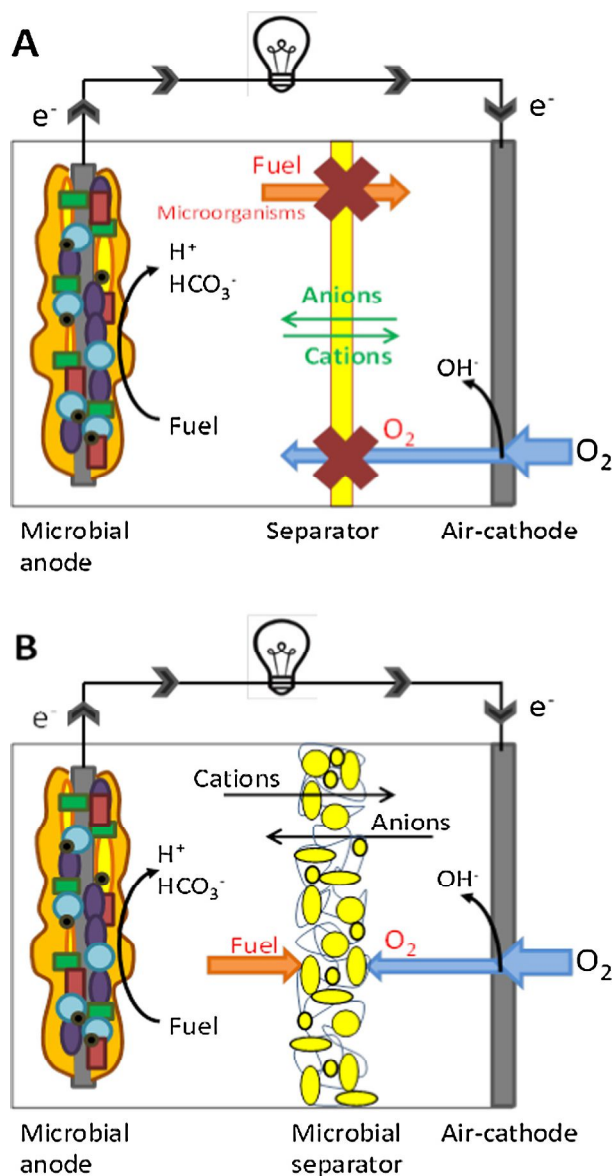 A
e-
e-
Fuel
Microorganisms
H+
HCO3-
Anions
Cations
OH-
O2
O2
Fuel
Microbial
anode
Separator
Air-cathode
B
e-
e-
Cations
Anions
H+
HCO3-
OH-
Fuel
O2
O2
Fuel
Microbial
anode
Microbial
separator
Air-cathode